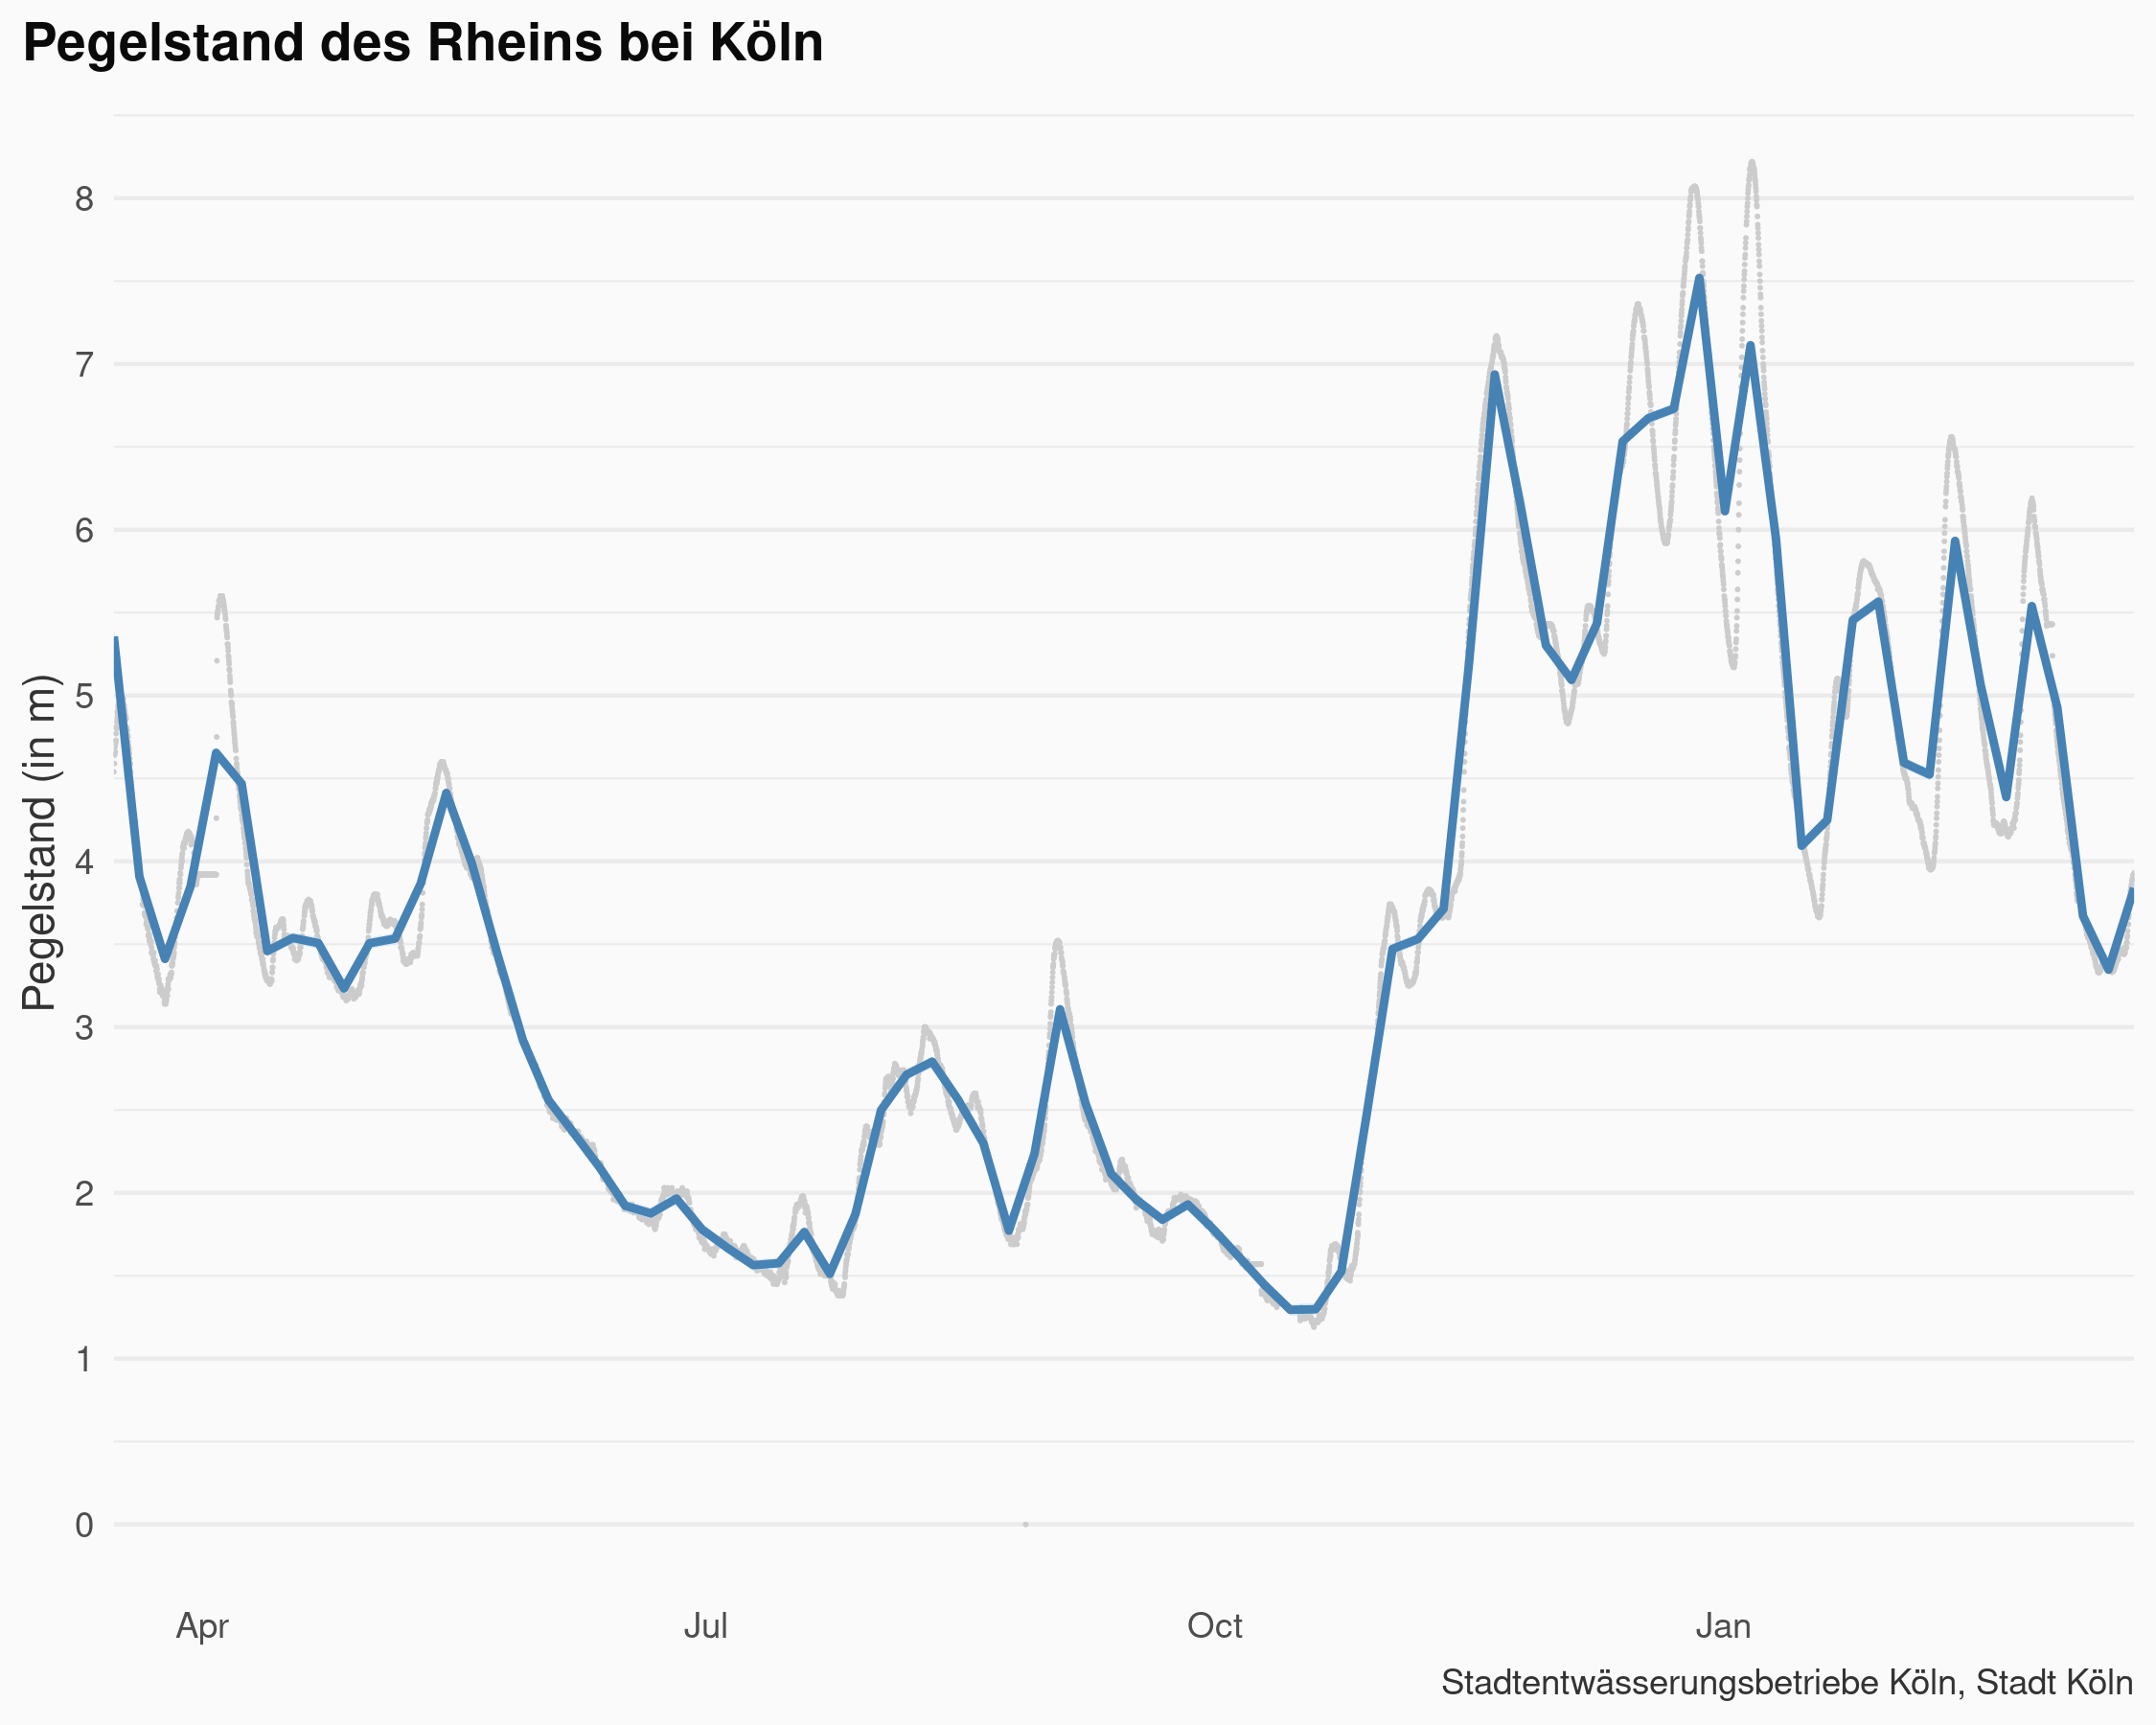 Pegelstand des Rheins bei Köln
Pegelstand (in m)
8
7
6
5
4
3
2
1
0
Apr Jul Oct Jan
Stadtentwässerungsbetriebe Köln, Stadt Köln